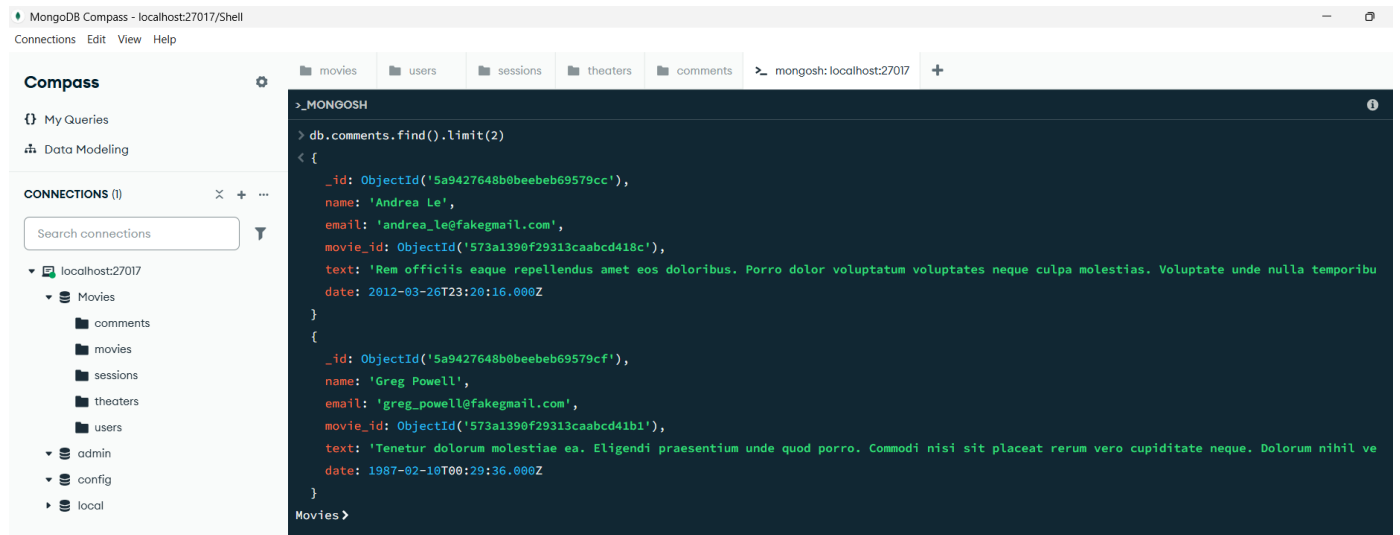 MongoDB Compass - localhost:27017/Shell
Connections Edit View Help
Compass
{} My Queries
Data Modeling
CONNECTIONS (1)
Search connections
localhost:27017
Movies
comments
movies
sessions
theaters
users
admin
config
local
movies users sessions theaters comments >_ mongosh: localhost:27017 +
>_MONGOSH
> db.comments.find().limit(2)
< {
_id: ObjectId('5a9427648b0beebeb69579cc'),
name: 'Andrea Le',
email: 'andrea_le@fakegmail.com',
movie_id: ObjectId('573a1390f29313caabcd418c'),
text: 'Rem officiis eaque repellendus amet eos doloribus. Porro dolor voluptatum voluptates neque culpa molestias. Voluptate unde nulla temporibu
date: 2012-03-26T23:20:16.000Z
}
{
_id: ObjectId('5a9427648b0beebeb69579cf'),
name: 'Greg Powell',
email: 'greg_powell@fakegmail.com',
movie_id: ObjectId('573a1390f29313caabcd41b1'),
text: 'Tenetur dolorum molestiae ea. Eligendi praesentium unde quod porro. Commodi nisi sit placeat rerum vero cupiditate neque. Dolorum nihil ve
date: 1987-02-10T00:29:36.000Z
}
Movies>